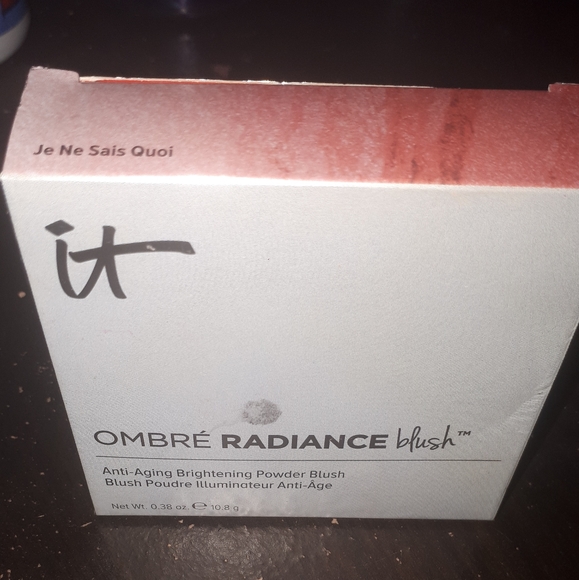 Je Ne Sais Quoi
it
OMBRÉ RADIANCE blush™
Anti-Aging Brightening Powder Blush
Blush Poudre Illuminateur Anti-Âge
Net Wt. 0.38 oz. ℮ 10.8 g